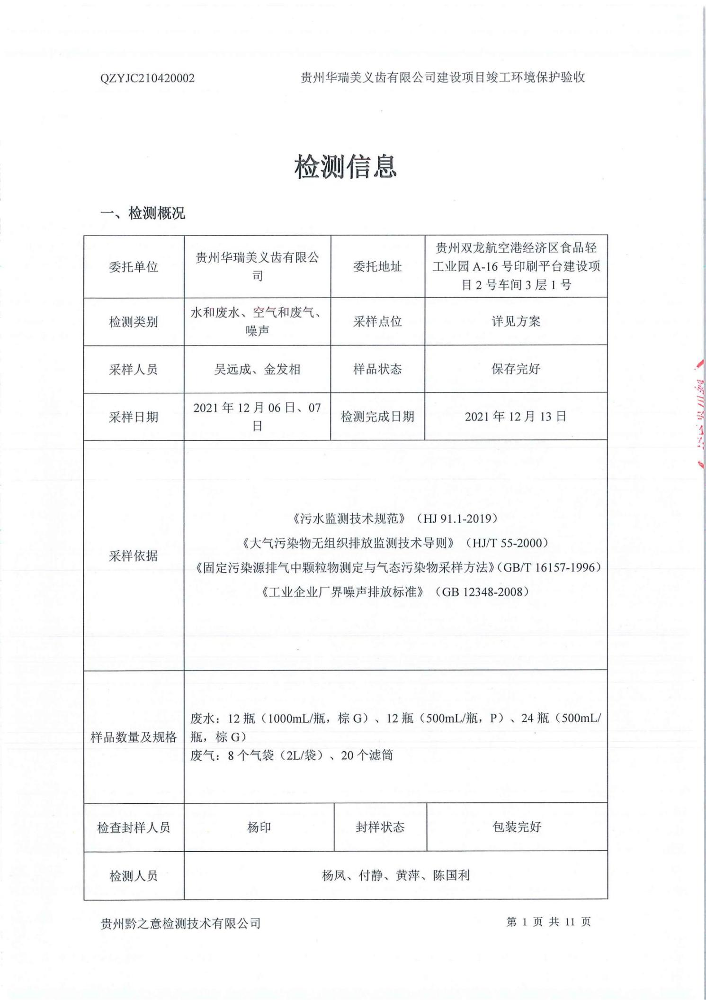 QZYJC210420002
贵州华瑞美义齿有限公司建设项目竣工环境保护验收
检测信息
一、检测概况
委托单位
贵州华瑞美义齿有限公
司
委托地址
贵州双龙航空港经济区食品轻
工业园 A-16 号印刷平台建设项
目 2 号车间 3 层 1 号
检测类别
水和废水、空气和废气、
噪声
采样点位
详见方案
采样人员
吴远成、金发相
样品状态
保存完好
采样日期
2021 年 12 月 06 日、07
日
检测完成日期
2021 年 12 月 13 日
采样依据
《污水监测技术规范》（HJ 91.1-2019）
《大气污染物无组织排放监测技术导则》（HJ/T 55-2000）
《固定污染源排气中颗粒物测定与气态污染物采样方法》（GB/T 16157-1996）
《工业企业厂界噪声排放标准》（GB 12348-2008）
样品数量及规格
废水：12 瓶（1000mL/瓶，棕 G）、12 瓶（500mL/瓶，P）、24 瓶（500mL/
瓶，棕 G）
废气：8 个气袋（2L/袋）、20 个滤筒
检查封样人员
杨印
封样状态
包装完好
检测人员
杨凤、付静、黄萍、陈国利
贵州黔之意检测技术有限公司
第 1 页 共 11 页